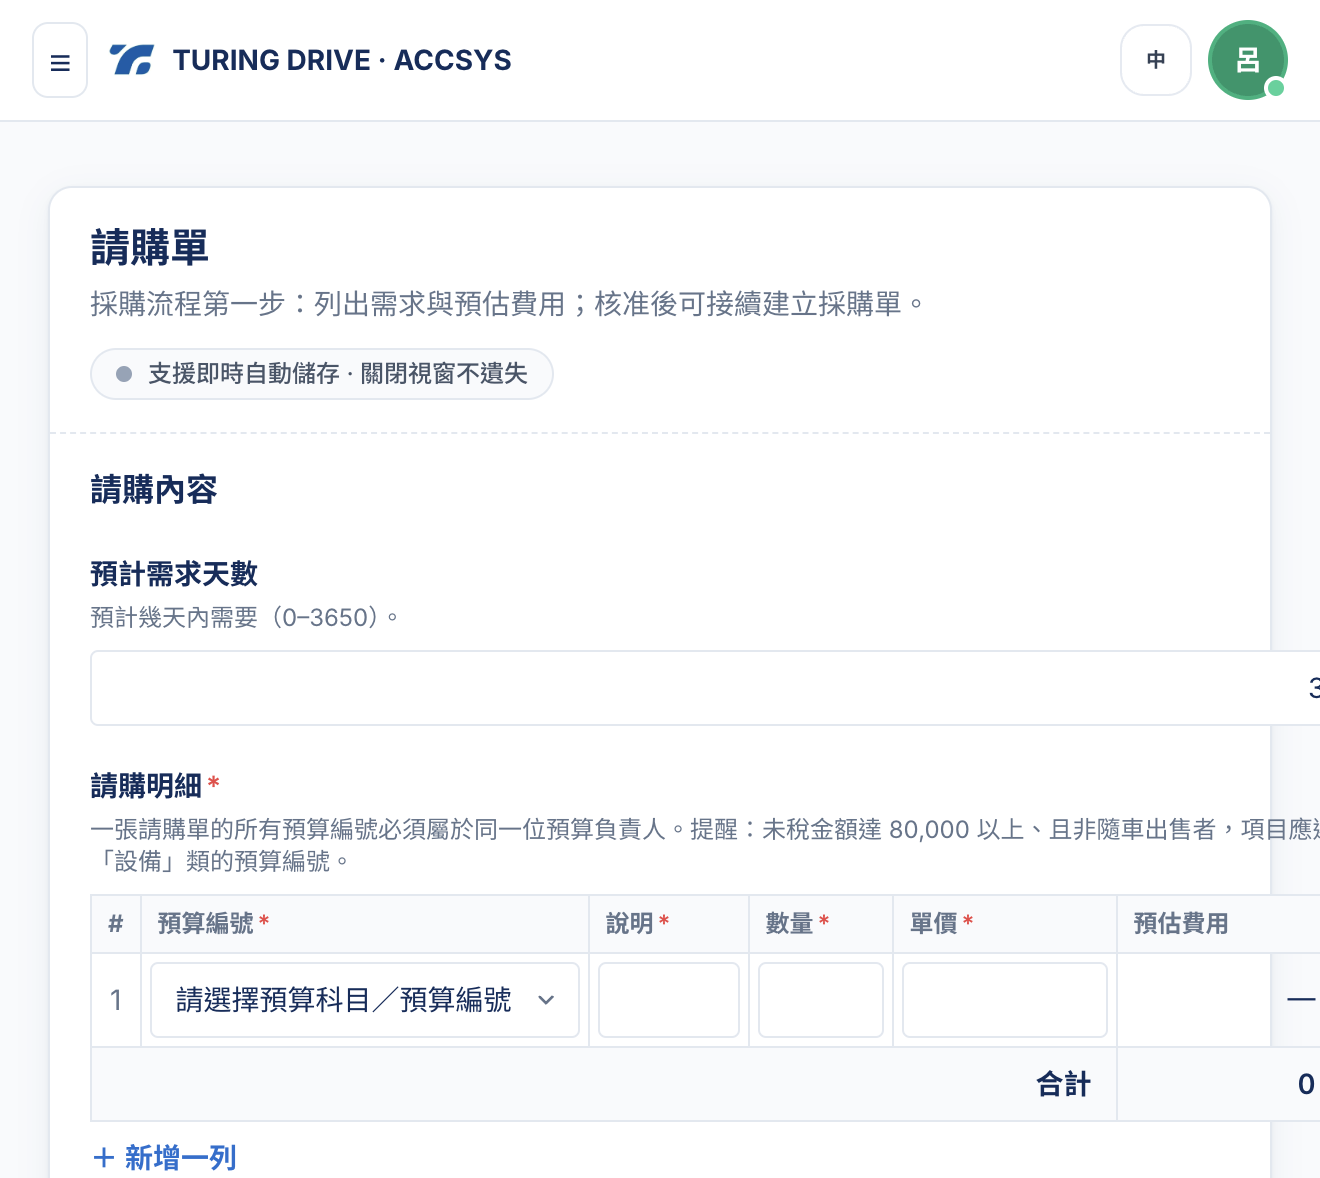 TURING DRIVE · ACCSYS
中
呂
請購單
採購流程第一步：列出需求與預估費用；核准後可接續建立採購單。
支援即時自動儲存 · 關閉視窗不遺失
請購內容
預計需求天數
預計幾天內需要（0–3650）。
3
請購明細 *
一張請購單的所有預算編號必須屬於同一位預算負責人。提醒：未稅金額達 80,000 以上、且非隨車出售者，項目應
「設備」類的預算編號。
# 預算編號 * 說明 * 數量 * 單價 * 預估費用
1 請選擇預算科目／預算編號 —
合計 0
＋ 新增一列